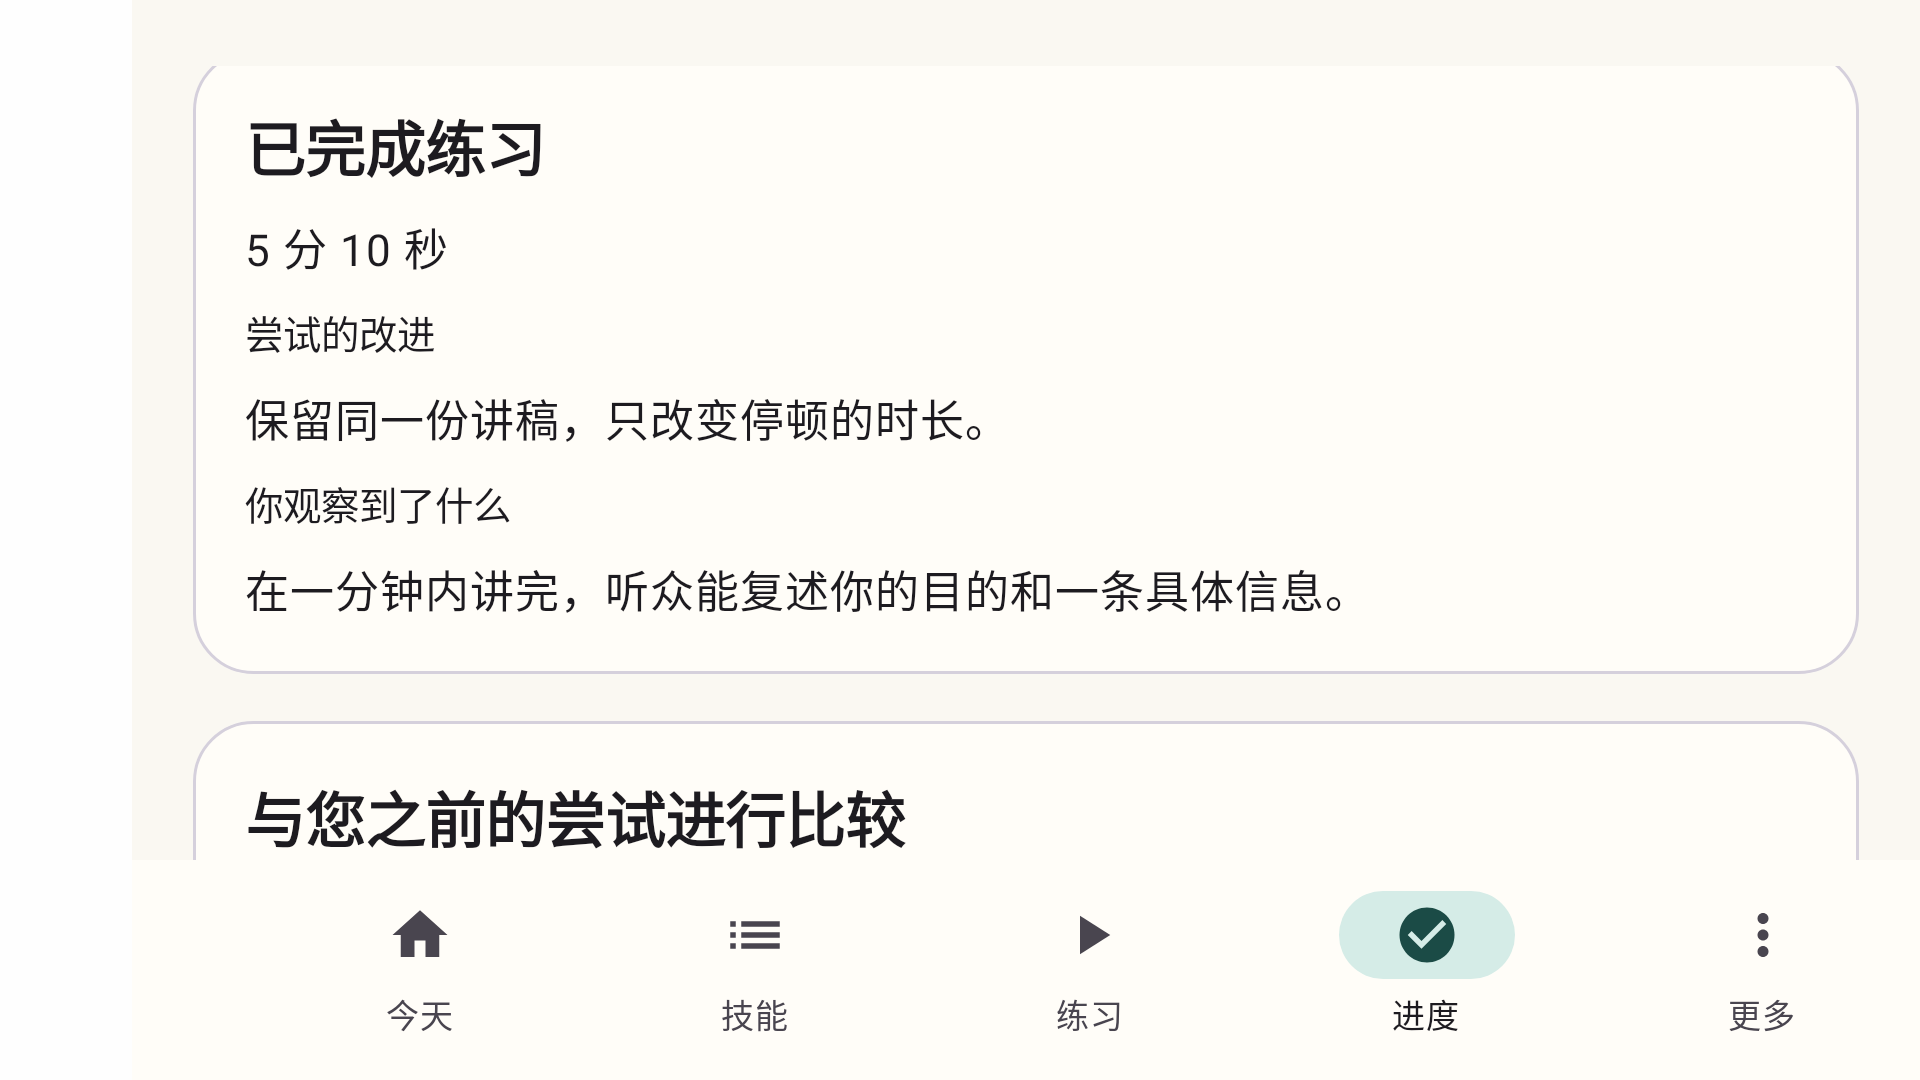 已完成练习
5 分 10 秒
尝试的改进
保留同一份讲稿，只改变停顿的时长。
你观察到了什么
在一分钟内讲完，听众能复述你的目的和一条具体信息。
与您之前的尝试进行比较
今天
技能
练习
进度
更多